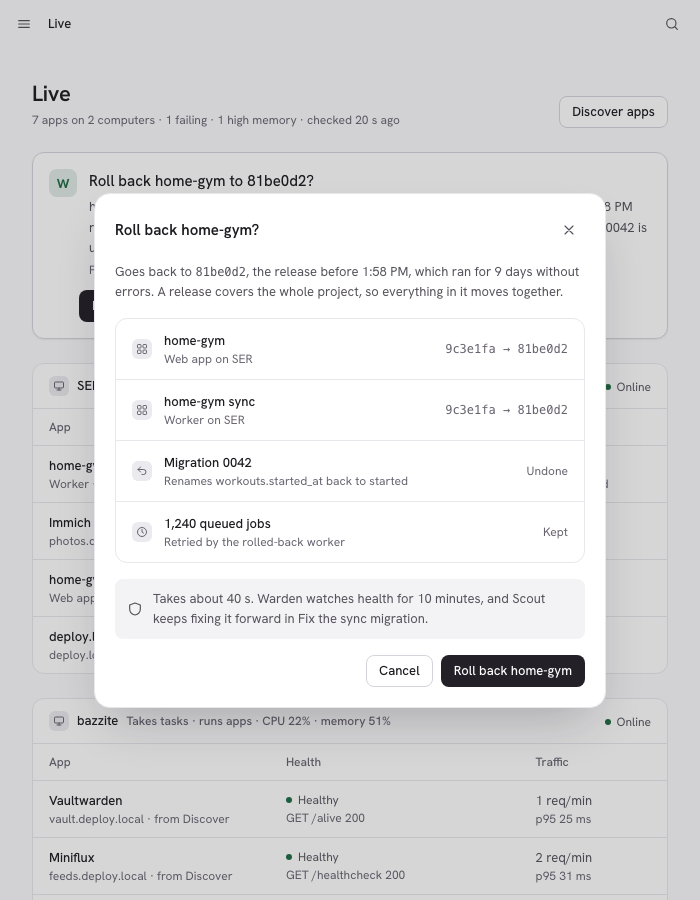 Live
Live
7 apps on 2 computers · 1 failing · 1 high memory · checked 20 s ago
Discover apps
W
Roll back home-gym to 81be0d2?
PM
0042 is
Roll back home-gym?
Goes back to 81be0d2, the release before 1:58 PM, which ran for 9 days without
errors. A release covers the whole project, so everything in it moves together.
home-gym
Web app on SER
9c3e1fa → 81be0d2
home-gym sync
Worker on SER
9c3e1fa → 81be0d2
Migration 0042
Renames workouts.started_at back to started
Undone
1,240 queued jobs
Retried by the rolled-back worker
Kept
Takes about 40 s. Warden watches health for 10 minutes, and Scout
keeps fixing it forward in Fix the sync migration.
Cancel
Roll back home-gym
Online
App
Worker
Immich
Web app
bazzite Takes tasks · runs apps · CPU 22% · memory 51%
Online
App
Health
Traffic
Vaultwarden
vault.deploy.local · from Discover
Healthy
GET /alive 200
1 req/min
p95 25 ms
Miniflux
feeds.deploy.local · from Discover
Healthy
GET /healthcheck 200
2 req/min
p95 31 ms